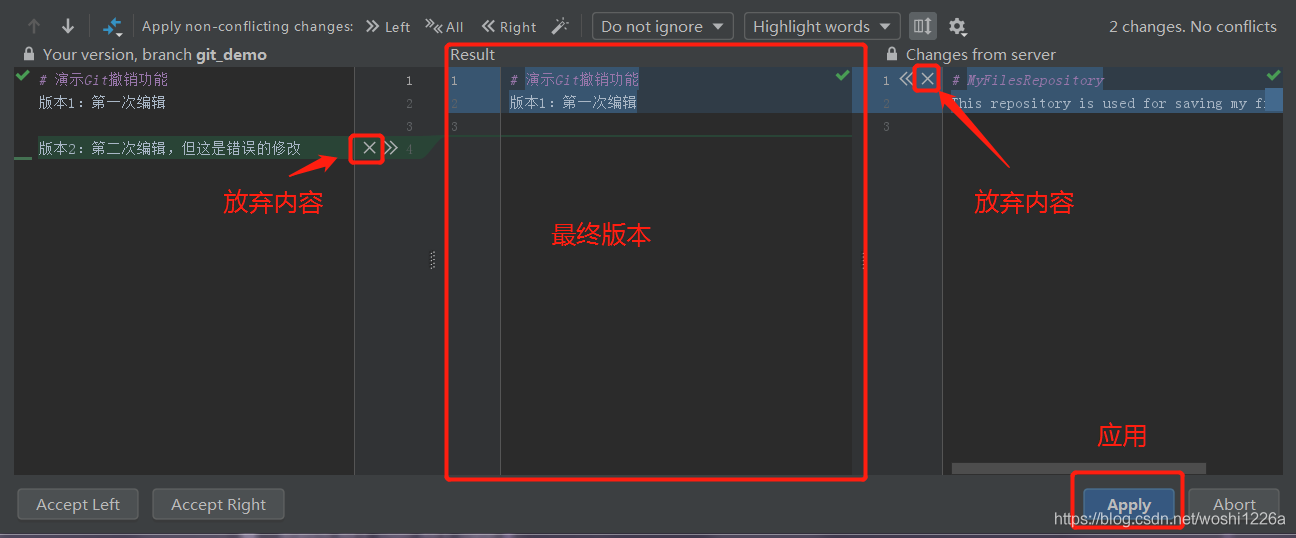 Apply non-conflicting changes: Left All Right Do not ignore Highlight words 2 changes. No conflicts
Your version, branch git_demo
Result
Changes from server
# 演示Git撤销功能
版本1：第一次编辑
版本2：第二次编辑，但这是错误的修改
1
2
3
4
放弃内容
1
2
3
# 演示Git撤销功能
版本1：第一次编辑
最终版本
1
2
3
# MyFilesRepository
This repository is used for saving my fi
放弃内容
应用
Accept Left Accept Right Apply Abort
https://blog.csdn.net/woshi1226a